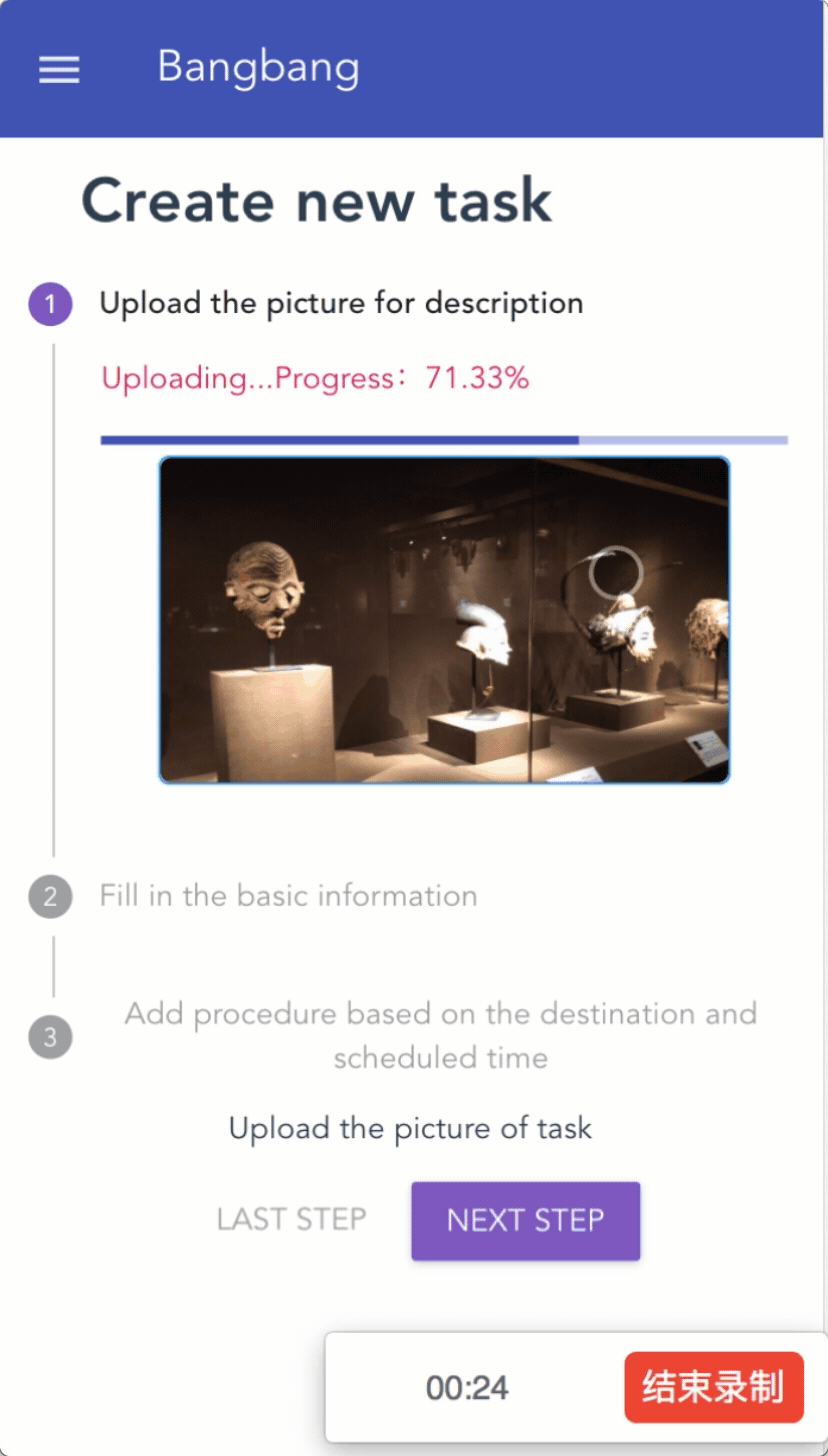 Bangbang
Create new task
1 Upload the picture for description
Uploading...Progress：71.33%
2 Fill in the basic information
3 Add procedure based on the destination and
scheduled time
Upload the picture of task
LAST STEP NEXT STEP
00:24 结束录制